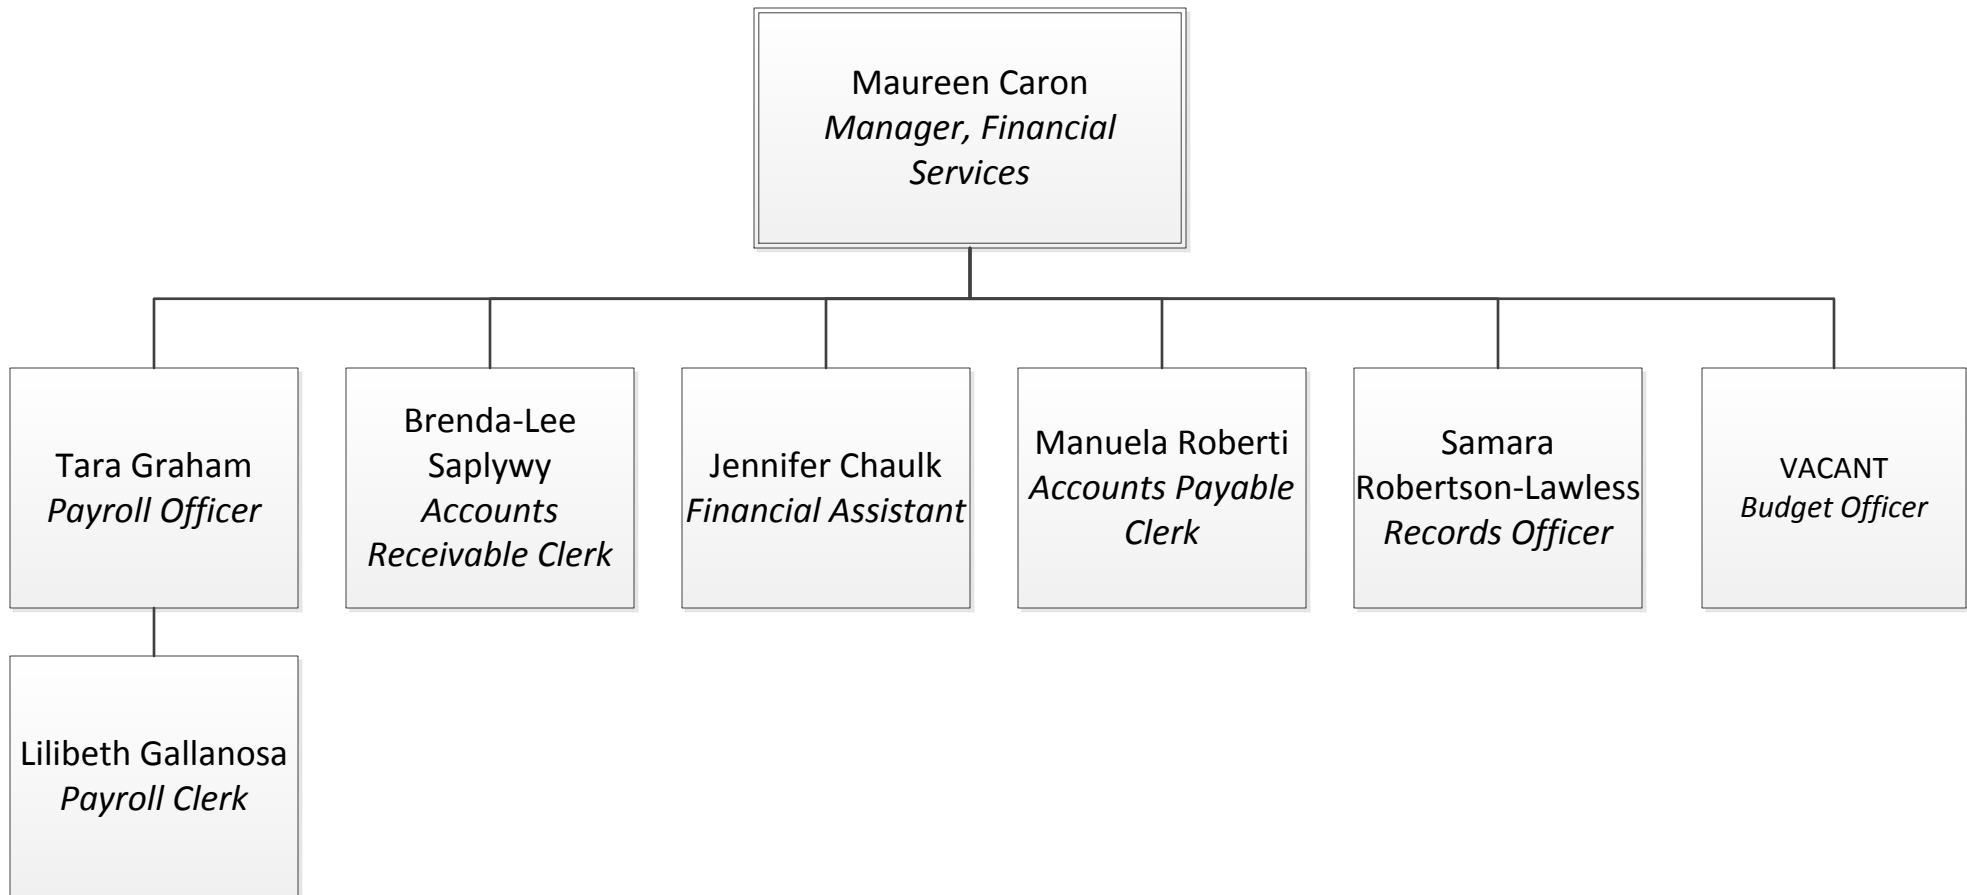 Maureen Caron
Manager, Financial
Services
Tara Graham
Payroll Officer
Brenda-Lee
Saplywy
Accounts
Receivable Clerk
Jennifer Chaulk
Financial Assistant
Manuela Roberti
Accounts Payable
Clerk
Samara
Robertson-Lawless
Records Officer
VACANT
Budget Officer
Lilibeth Gallanosa
Payroll Clerk